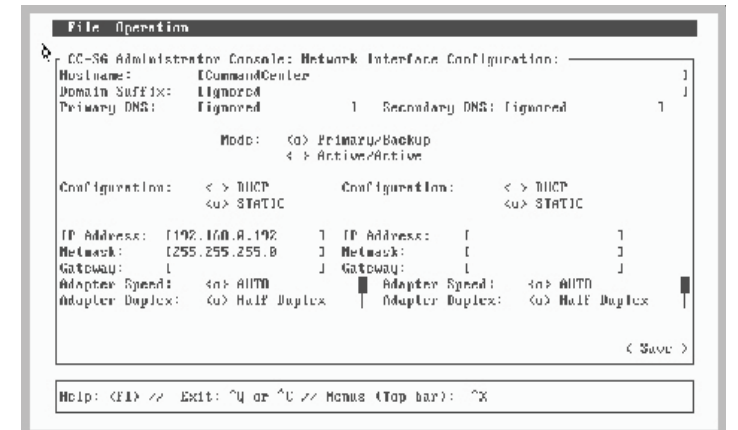 File Operation
CC-SG Administrator Console: Network Interface Configuration:
Hostname: [CommandCenter ]
Domain Suffix: [ignored ]
Primary DNS: [ignored ] Secondary DNS: [ignored ]
Mode: <o> Primary/Backup
< > Active/Active
Configuration: < > DHCP Configuration: < > DHCP
<o> STATIC <o> STATIC
IP Address: [192.168.0.192 ] IP Address: [ ]
Netmask: [255.255.255.0 ] Netmask: [ ]
Gateway: [ ] Gateway: [ ]
Adapter Speed: <o> AUTO Adapter Speed: <o> AUTO
Adapter Duplex: <o> Half Duplex Adapter Duplex: <o> Half Duplex
< Save >
Help: <F1> // Exit: ^Q or ^C // Menus (Top bar): ^X